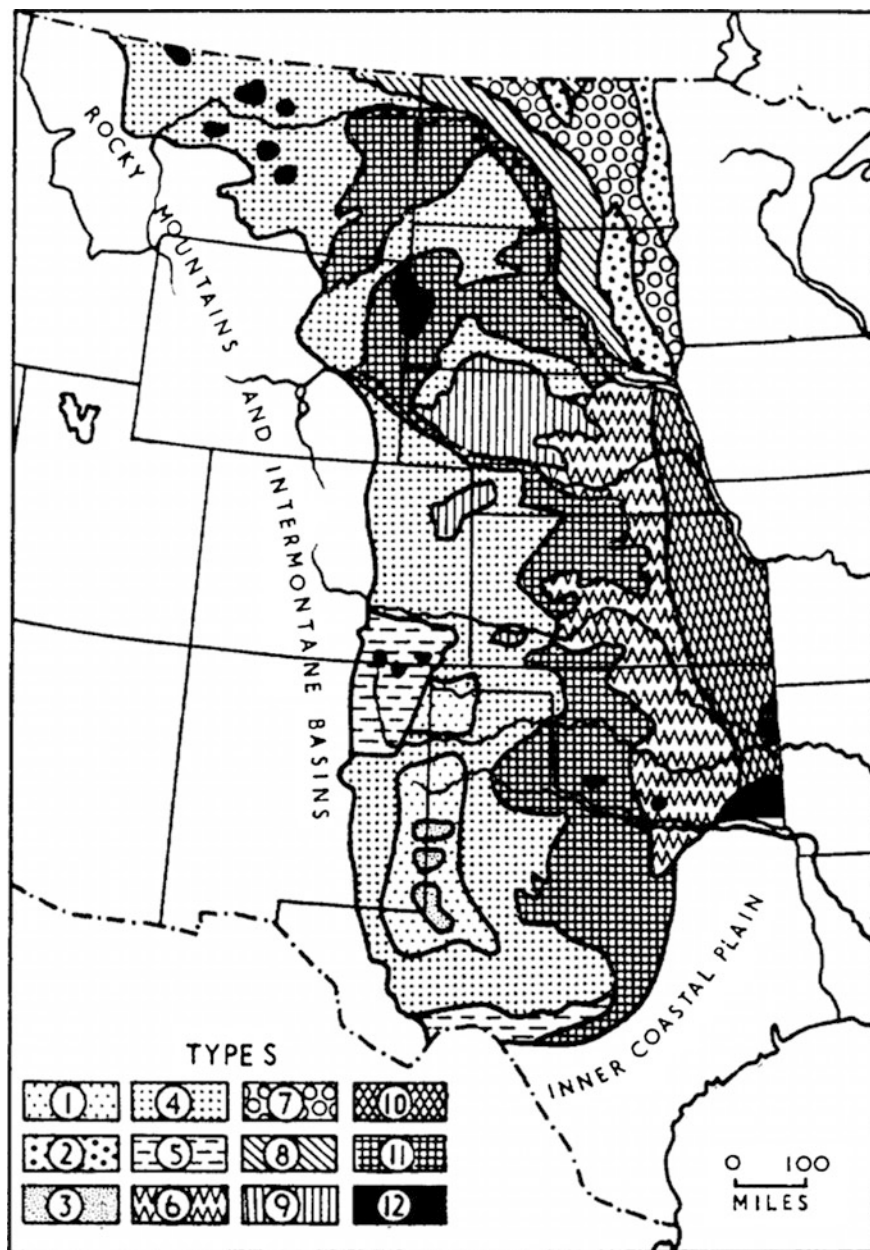 ROCKY
MOUNTAINS
AND INTERMONTANE BASINS
INNER COASTAL PLAIN
TYPES
1 4 7 10
2 5 8 11
3 6 9 12
0 100
MILES